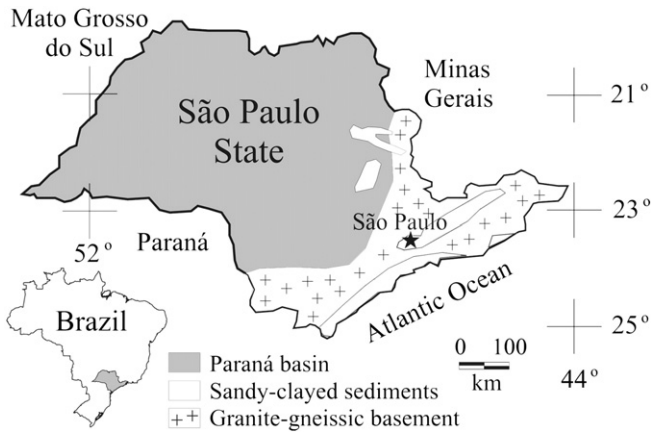 Mato Grosso
do Sul
Minas
Gerais
21°
São Paulo
State
São Paulo
23°
Paraná
52°
Atlantic Ocean
Brazil
25°
0 100
km
44°
Paraná basin
Sandy-clayed sediments
Granite-gneissic basement